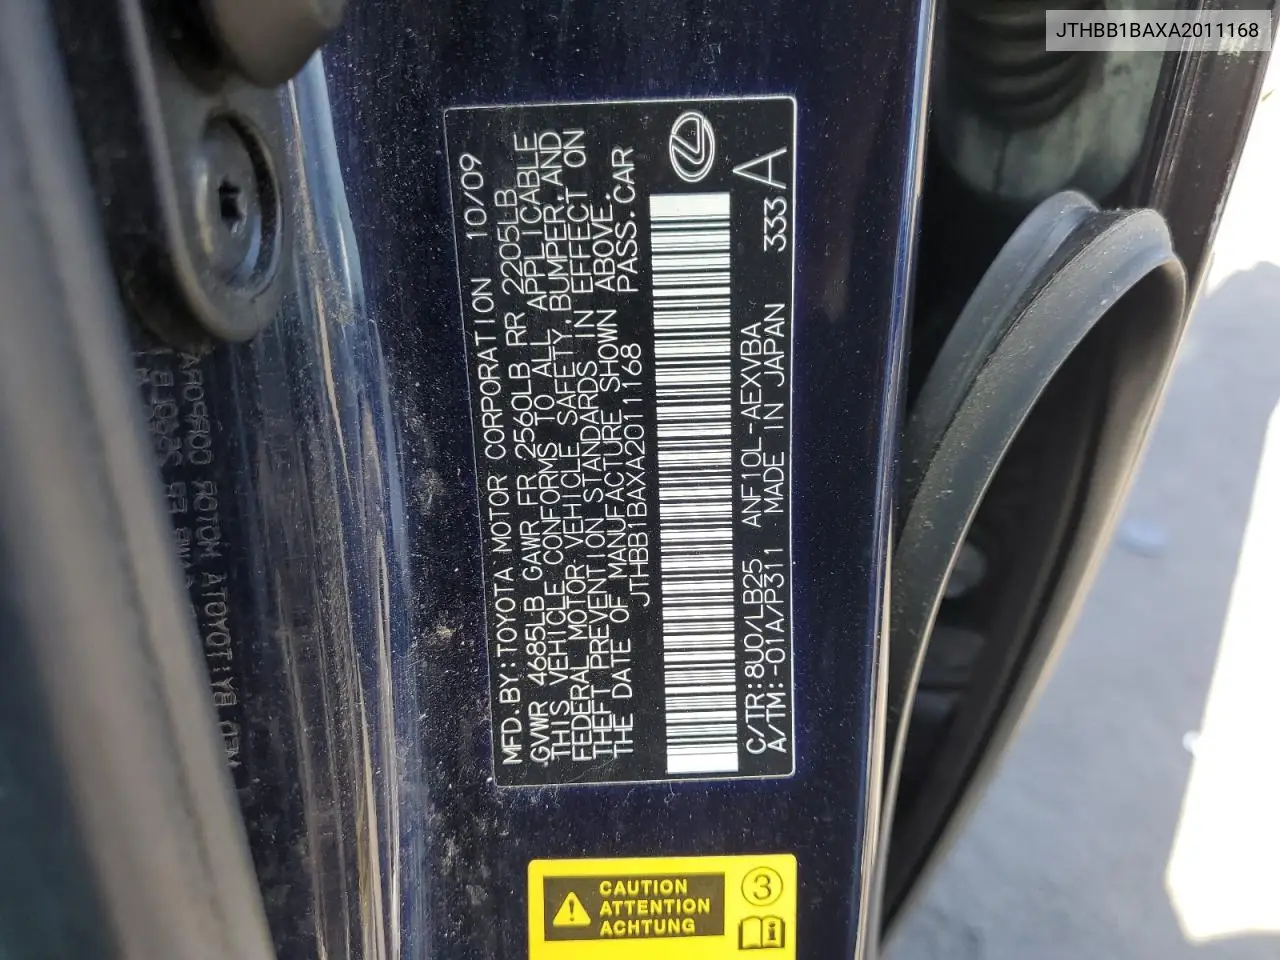 JTHBB1BAXA2011168
MFD.BY:TOYOTA MOTOR CORPORATION 10/09
GVWR 4685LB GAWR FR 2560LB RR 2205LB
THIS VEHICLE CONFORMS TO ALL APPLICABLE
FEDERAL MOTOR VEHICLE SAFETY,BUMPER,AND
THEFT PREVENTION STANDARDS IN EFFECT ON
THE DATE OF MANUFACTURE SHOWN ABOVE.
JTHBB1BAXA2011168 PASS.CAR
C/TR:8U0/LB25 ANF10L-AEXVBA 333
A/TM:-01A/P311 MADE IN JAPAN A
CAUTION
ATTENTION
ACHTUNG
3